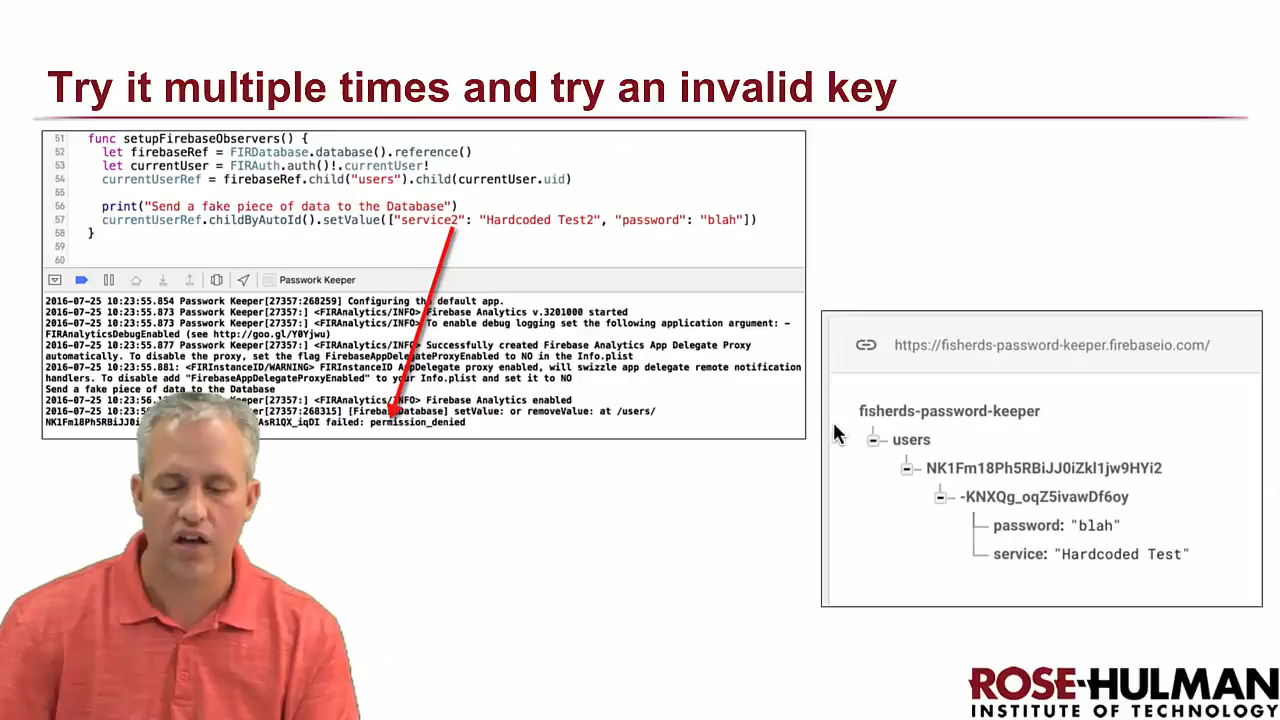 Try it multiple times and try an invalid key
51 func setupFirebaseObservers() {
52 let firebaseRef = FIRDatabase.database().reference()
53 let currentUser = FIRAuth.auth()!.currentUser!
54 currentUserRef = firebaseRef.child("users").child(currentUser.uid)
55
56 print("Send a fake piece of data to the Database")
57 currentUserRef.childByAutoId().setValue(["service2": "Hardcoded Test2", "password": "blah"])
58 }
59
60
Passwork Keeper
2016-07-25 10:23:55.854 Passwork Keeper[27357:268259] Configuring the default app.
2016-07-25 10:23:55.873 Passwork Keeper[27357:] <FIRAnalytics/INFO> Firebase Analytics v.3201000 started
2016-07-25 10:23:55.873 Passwork Keeper[27357:] <FIRAnalytics/INFO> To enable debug logging set the following application argument: -
FIRAnalyticsDebugEnabled (see http://goo.gl/Y0Yjwu)
2016-07-25 10:23:55.877 Passwork Keeper[27357:] <FIRAnalytics/INFO> Successfully created Firebase Analytics App Delegate Proxy
automatically. To disable the proxy, set the flag FirebaseAppDelegateProxyEnabled to NO in the Info.plist
2016-07-25 10:23:55.881: <FIRInstanceID/WARNING> FIRInstanceID AppDelegate proxy enabled, will swizzle app delegate remote notification
handlers. To disable add "FirebaseAppDelegateProxyEnabled" to your Info.plist and set it to NO
Send a fake piece of data to the Database
2016-07-25 10:23:56. Passwork Keeper[27357:] <FIRAnalytics/INFO> Firebase Analytics enabled
2016-07-25 10:23:56 [27357:268315] [FirebaseDatabase] setValue: or removeValue: at /users/
NK1Fm18Ph5RBiJJ0i AsR1QX_iqDI failed: permission_denied
https://fisherds-password-keeper.firebaseio.com/
fisherds-password-keeper
users
NK1Fm18Ph5RBiJJ0iZkl1jw9HYi2
-KNXQg_oqZ5ivawDf6oy
password: "blah"
service: "Hardcoded Test"
ROSE-HULMAN
INSTITUTE OF TECHNOLOGY